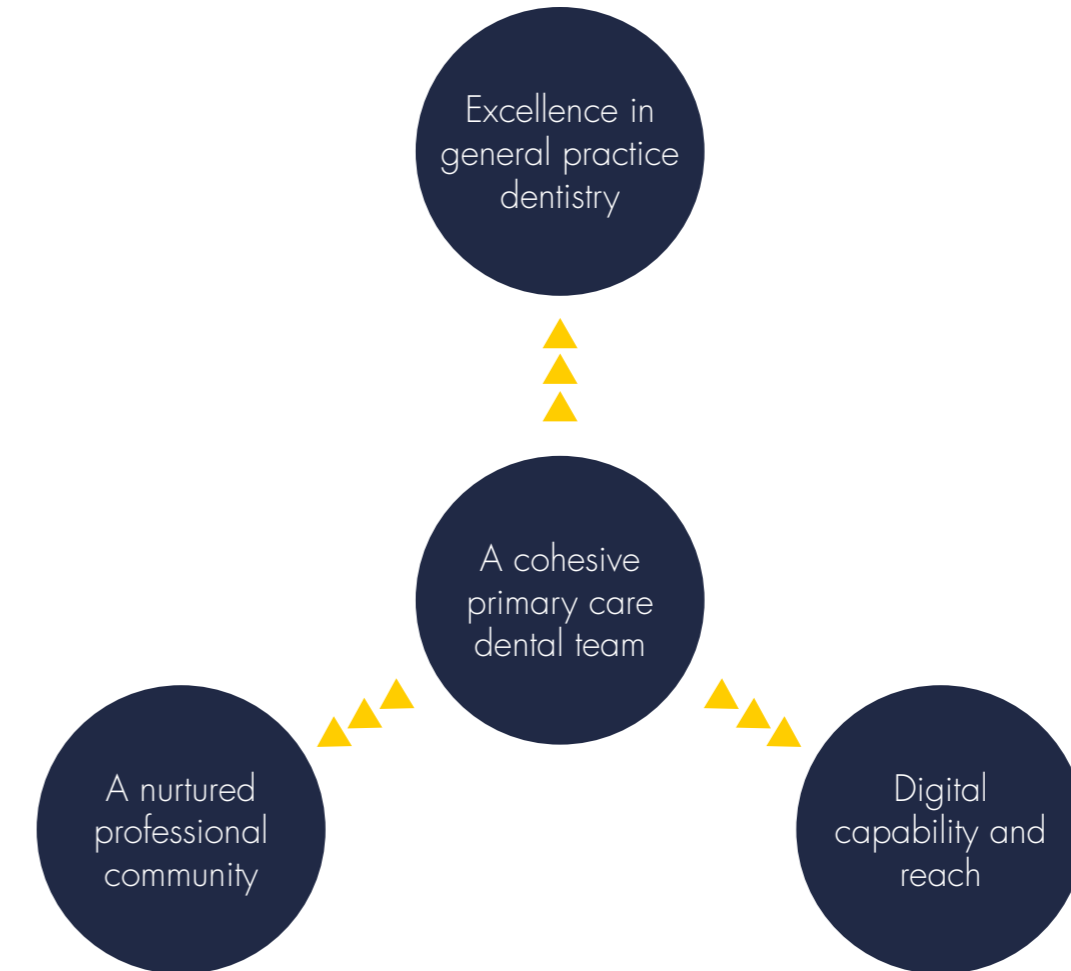 Excellence in
general practice
dentistry
A cohesive
primary care
dental team
A nurtured
professional
community
Digital
capability and
reach